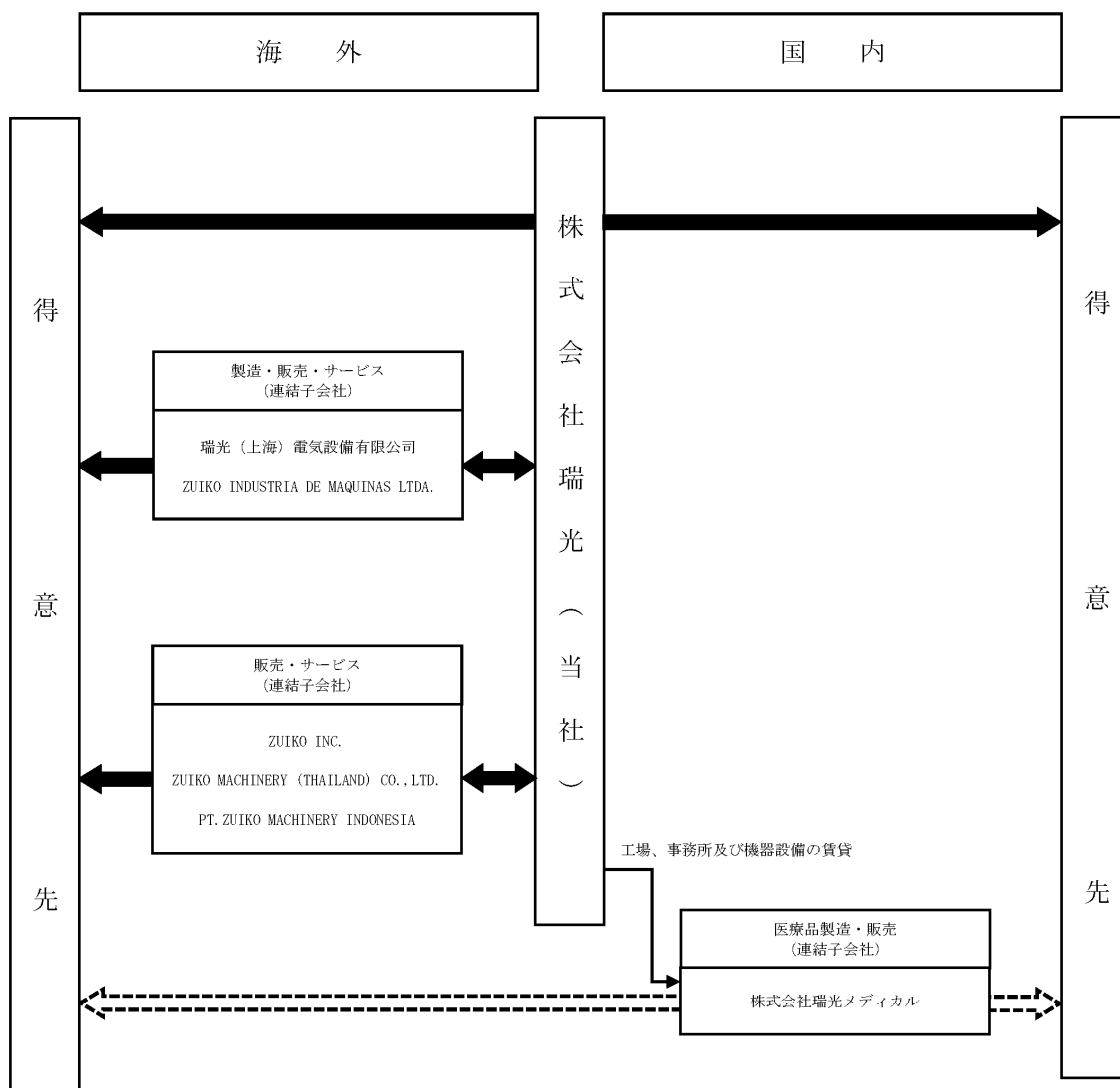 海 外
国 内
得意先
株式会社瑞光（当社）
得意先
製造・販売・サービス
(連結子会社)
瑞光（上海）電気設備有限公司
ZUIKO INDUSTRIA DE MAQUINAS LTDA.
販売・サービス
(連結子会社)
ZUIKO INC.
ZUIKO MACHINERY (THAILAND) CO.,LTD.
PT.ZUIKO MACHINERY INDONESIA
工場、事務所及び機器設備の賃貸
医療品製造・販売
(連結子会社)
株式会社瑞光メディカル